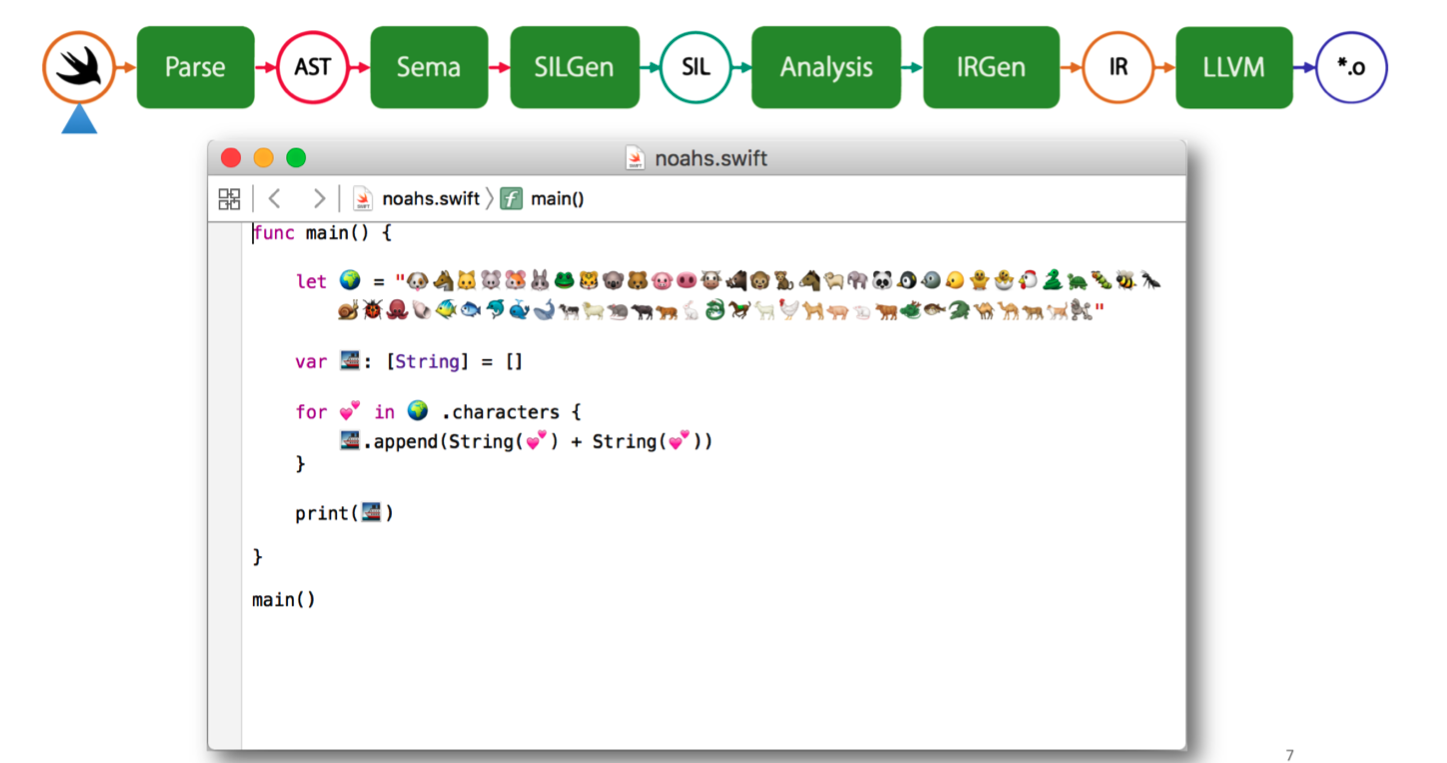 Parse AST Sema SILGen SIL Analysis IRGen IR LLVM *.o
noahs.swift
noahs.swift 〉 f main()
func main() {
let 🌍 = "🐶🐴🐱🐭🐹🐰🐸🐯🐨🐻🐷🐽🐮🐗🐵🐒🐴🐑🐘🐼🐧🐦🐤🐥🐣🐔🐍🐢🐛🐝🐜
🐞🐙🐚🐠🐟🐬🐳🐋🐄🐏🐀🐃🐅🐇🐉🐎🐐🐓🐕🐖🐁🐂🐲🐡🐊🐫🐪🐆🐈🐩"
var 🚢: [String] = []
for 💕 in 🌍 .characters {
🚢.append(String(💕) + String(💕))
}
print(🚢)
}
main()
7